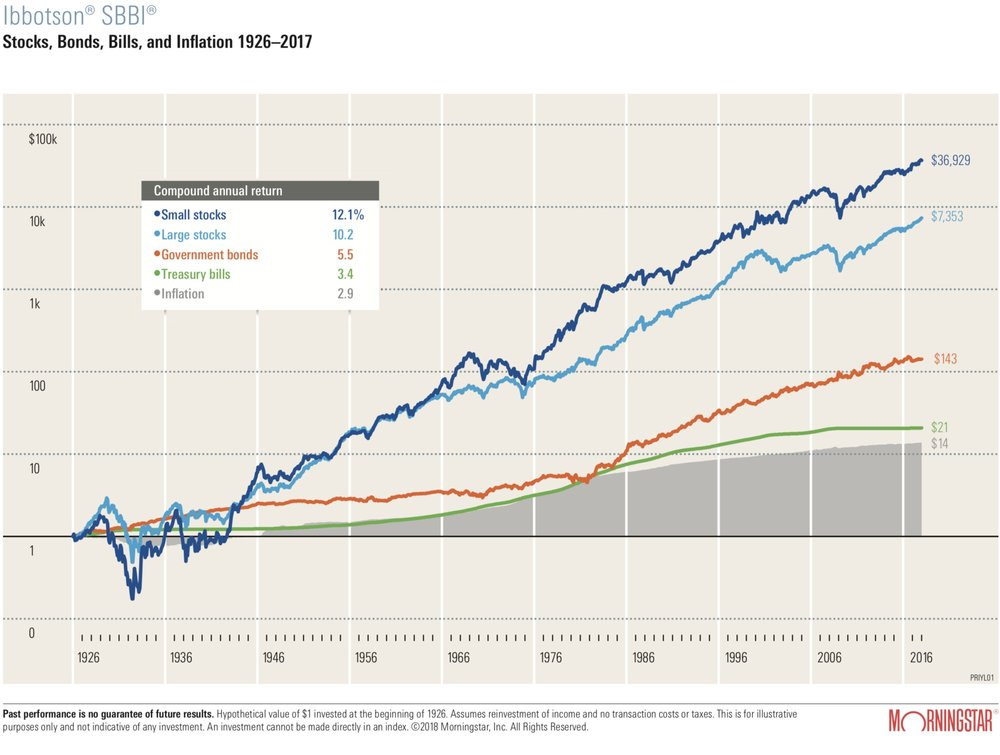 Ibbotson® SBBI®
Stocks, Bonds, Bills, and Inflation 1926–2017
$100k
10k
1k
100
10
1
0
Compound annual return
Small stocks 12.1%
Large stocks 10.2
Government bonds 5.5
Treasury bills 3.4
Inflation 2.9
$36,929
$7,353
$143
$21
$14
1926 1936 1946 1956 1966 1976 1986 1996 2006 2016
PRIYL01
Past performance is no guarantee of future results. Hypothetical value of $1 invested at the beginning of 1926. Assumes reinvestment of income and no transaction costs or taxes. This is for illustrative
purposes only and not indicative of any investment. An investment cannot be made directly in an index. ©2018 Morningstar, Inc. All Rights Reserved.
MORNINGSTAR®